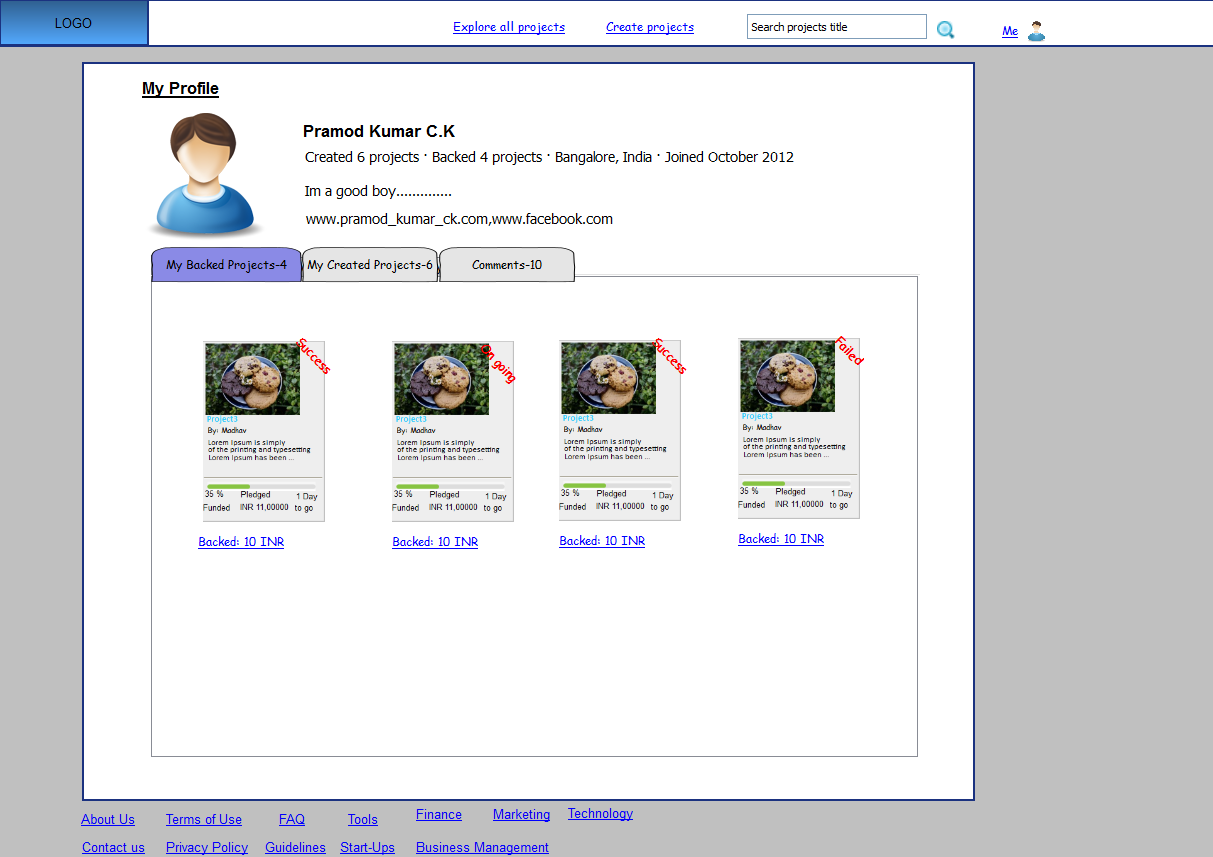 LOGO
Explore all projects
Create projects
Search projects title
Me
My Profile
Pramod Kumar C.K
Created 6 projects · Backed 4 projects · Bangalore, India · Joined October 2012
Im a good boy..............
www.pramod_kumar_ck.com,www.facebook.com
My Backed Projects-4
My Created Projects-6
Comments-10
Success
Project3
By: Madhav
Lorem Ipsum is simply
of the printing and typesetting
Lorem Ipsum has been ...
35 % Pledged 1 Day
Funded INR 11,00000 to go
Backed: 10 INR
On going
Project3
By: Madhav
Lorem Ipsum is simply
of the printing and typesetting
Lorem Ipsum has been ...
35 % Pledged 1 Day
Funded INR 11,00000 to go
Backed: 10 INR
Success
Project3
By: Madhav
Lorem Ipsum is simply
of the printing and typesetting
Lorem Ipsum has been ...
35 % Pledged 1 Day
Funded INR 11,00000 to go
Backed: 10 INR
Failed
Project3
By: Madhav
Lorem Ipsum is simply
of the printing and typesetting
Lorem Ipsum has been ...
35 % Pledged 1 Day
Funded INR 11,00000 to go
Backed: 10 INR
About Us Terms of Use FAQ Tools Finance Marketing Technology
Contact us Privacy Policy Guidelines Start-Ups Business Management